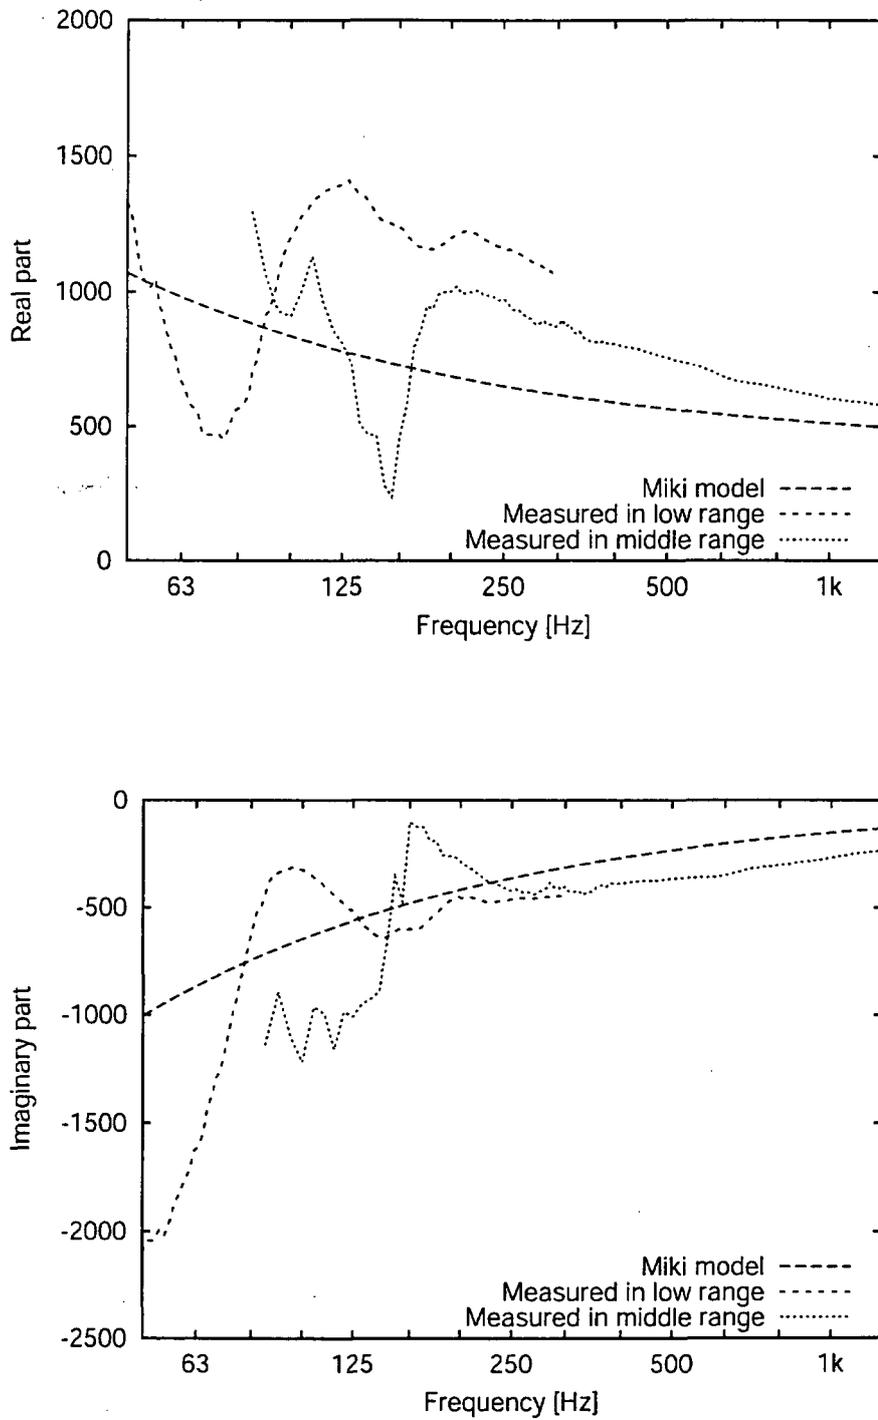 2000
1500
1000
500
0
Real part
Miki model
Measured in low range
Measured in middle range
63 125 250 500 1k
Frequency [Hz]
0
-500
-1000
-1500
-2000
-2500
Imaginary part
Miki model
Measured in low range
Measured in middle range
63 125 250 500 1k
Frequency [Hz]